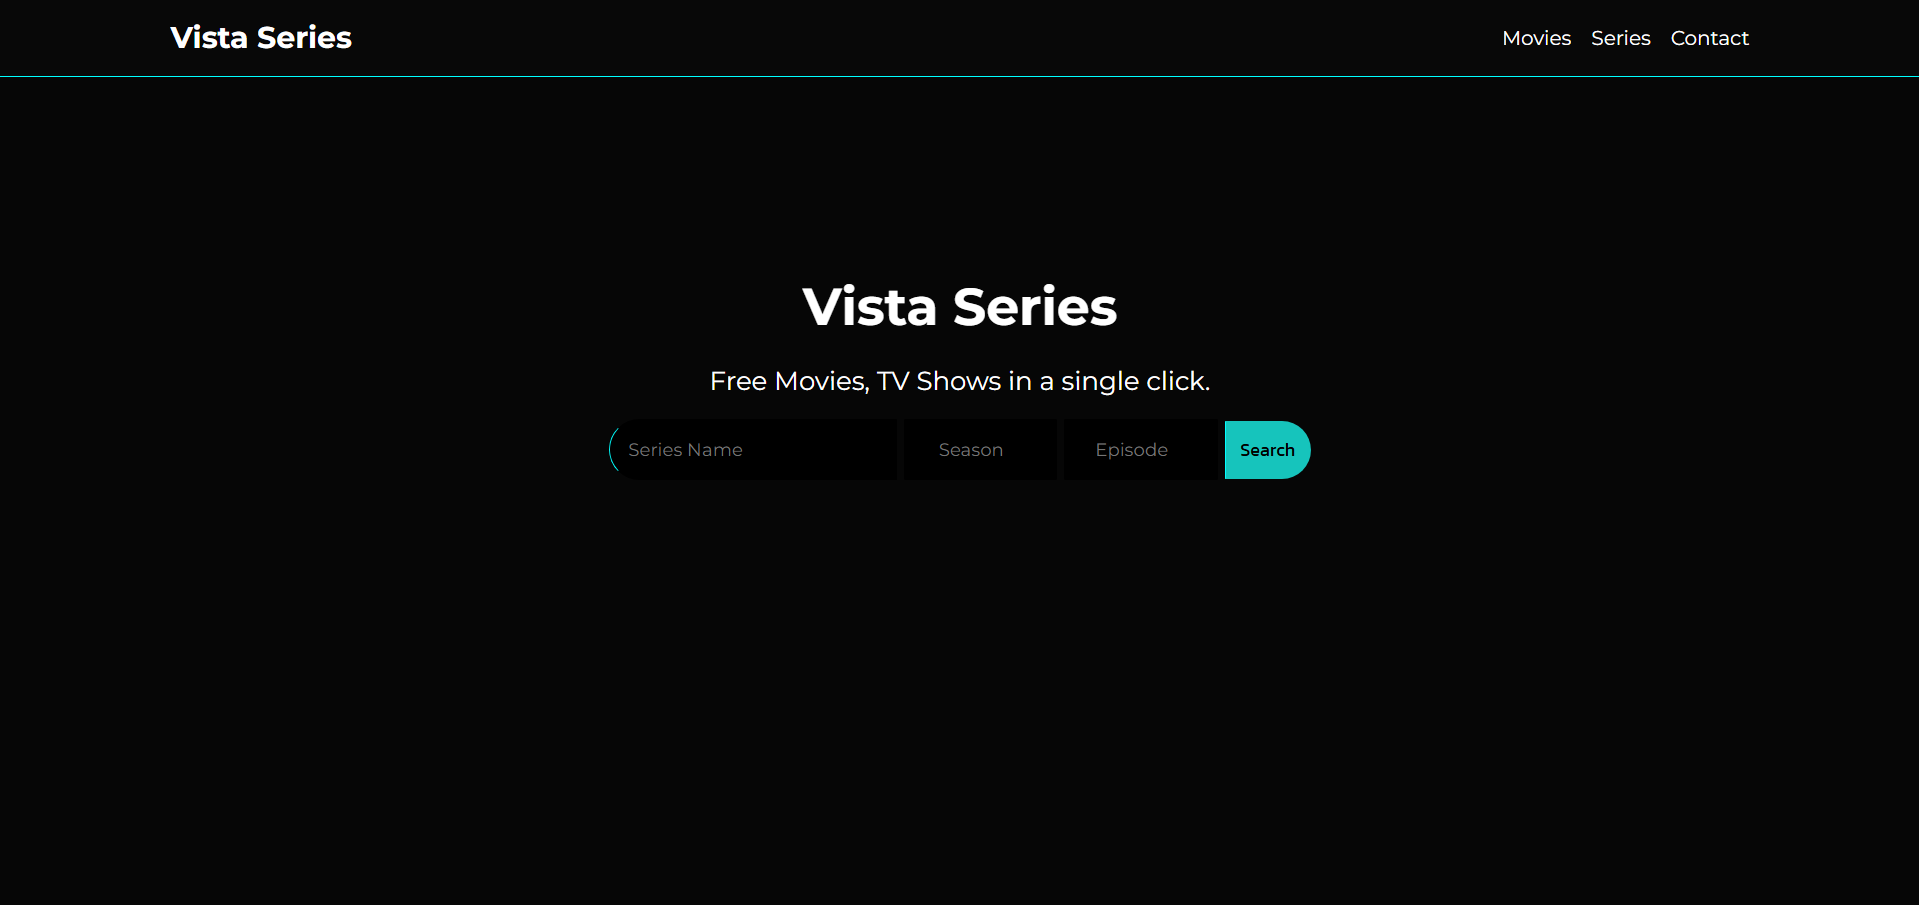 Vista Series
Movies Series Contact
Vista Series
Free Movies, TV Shows in a single click.
Series Name Season Episode Search